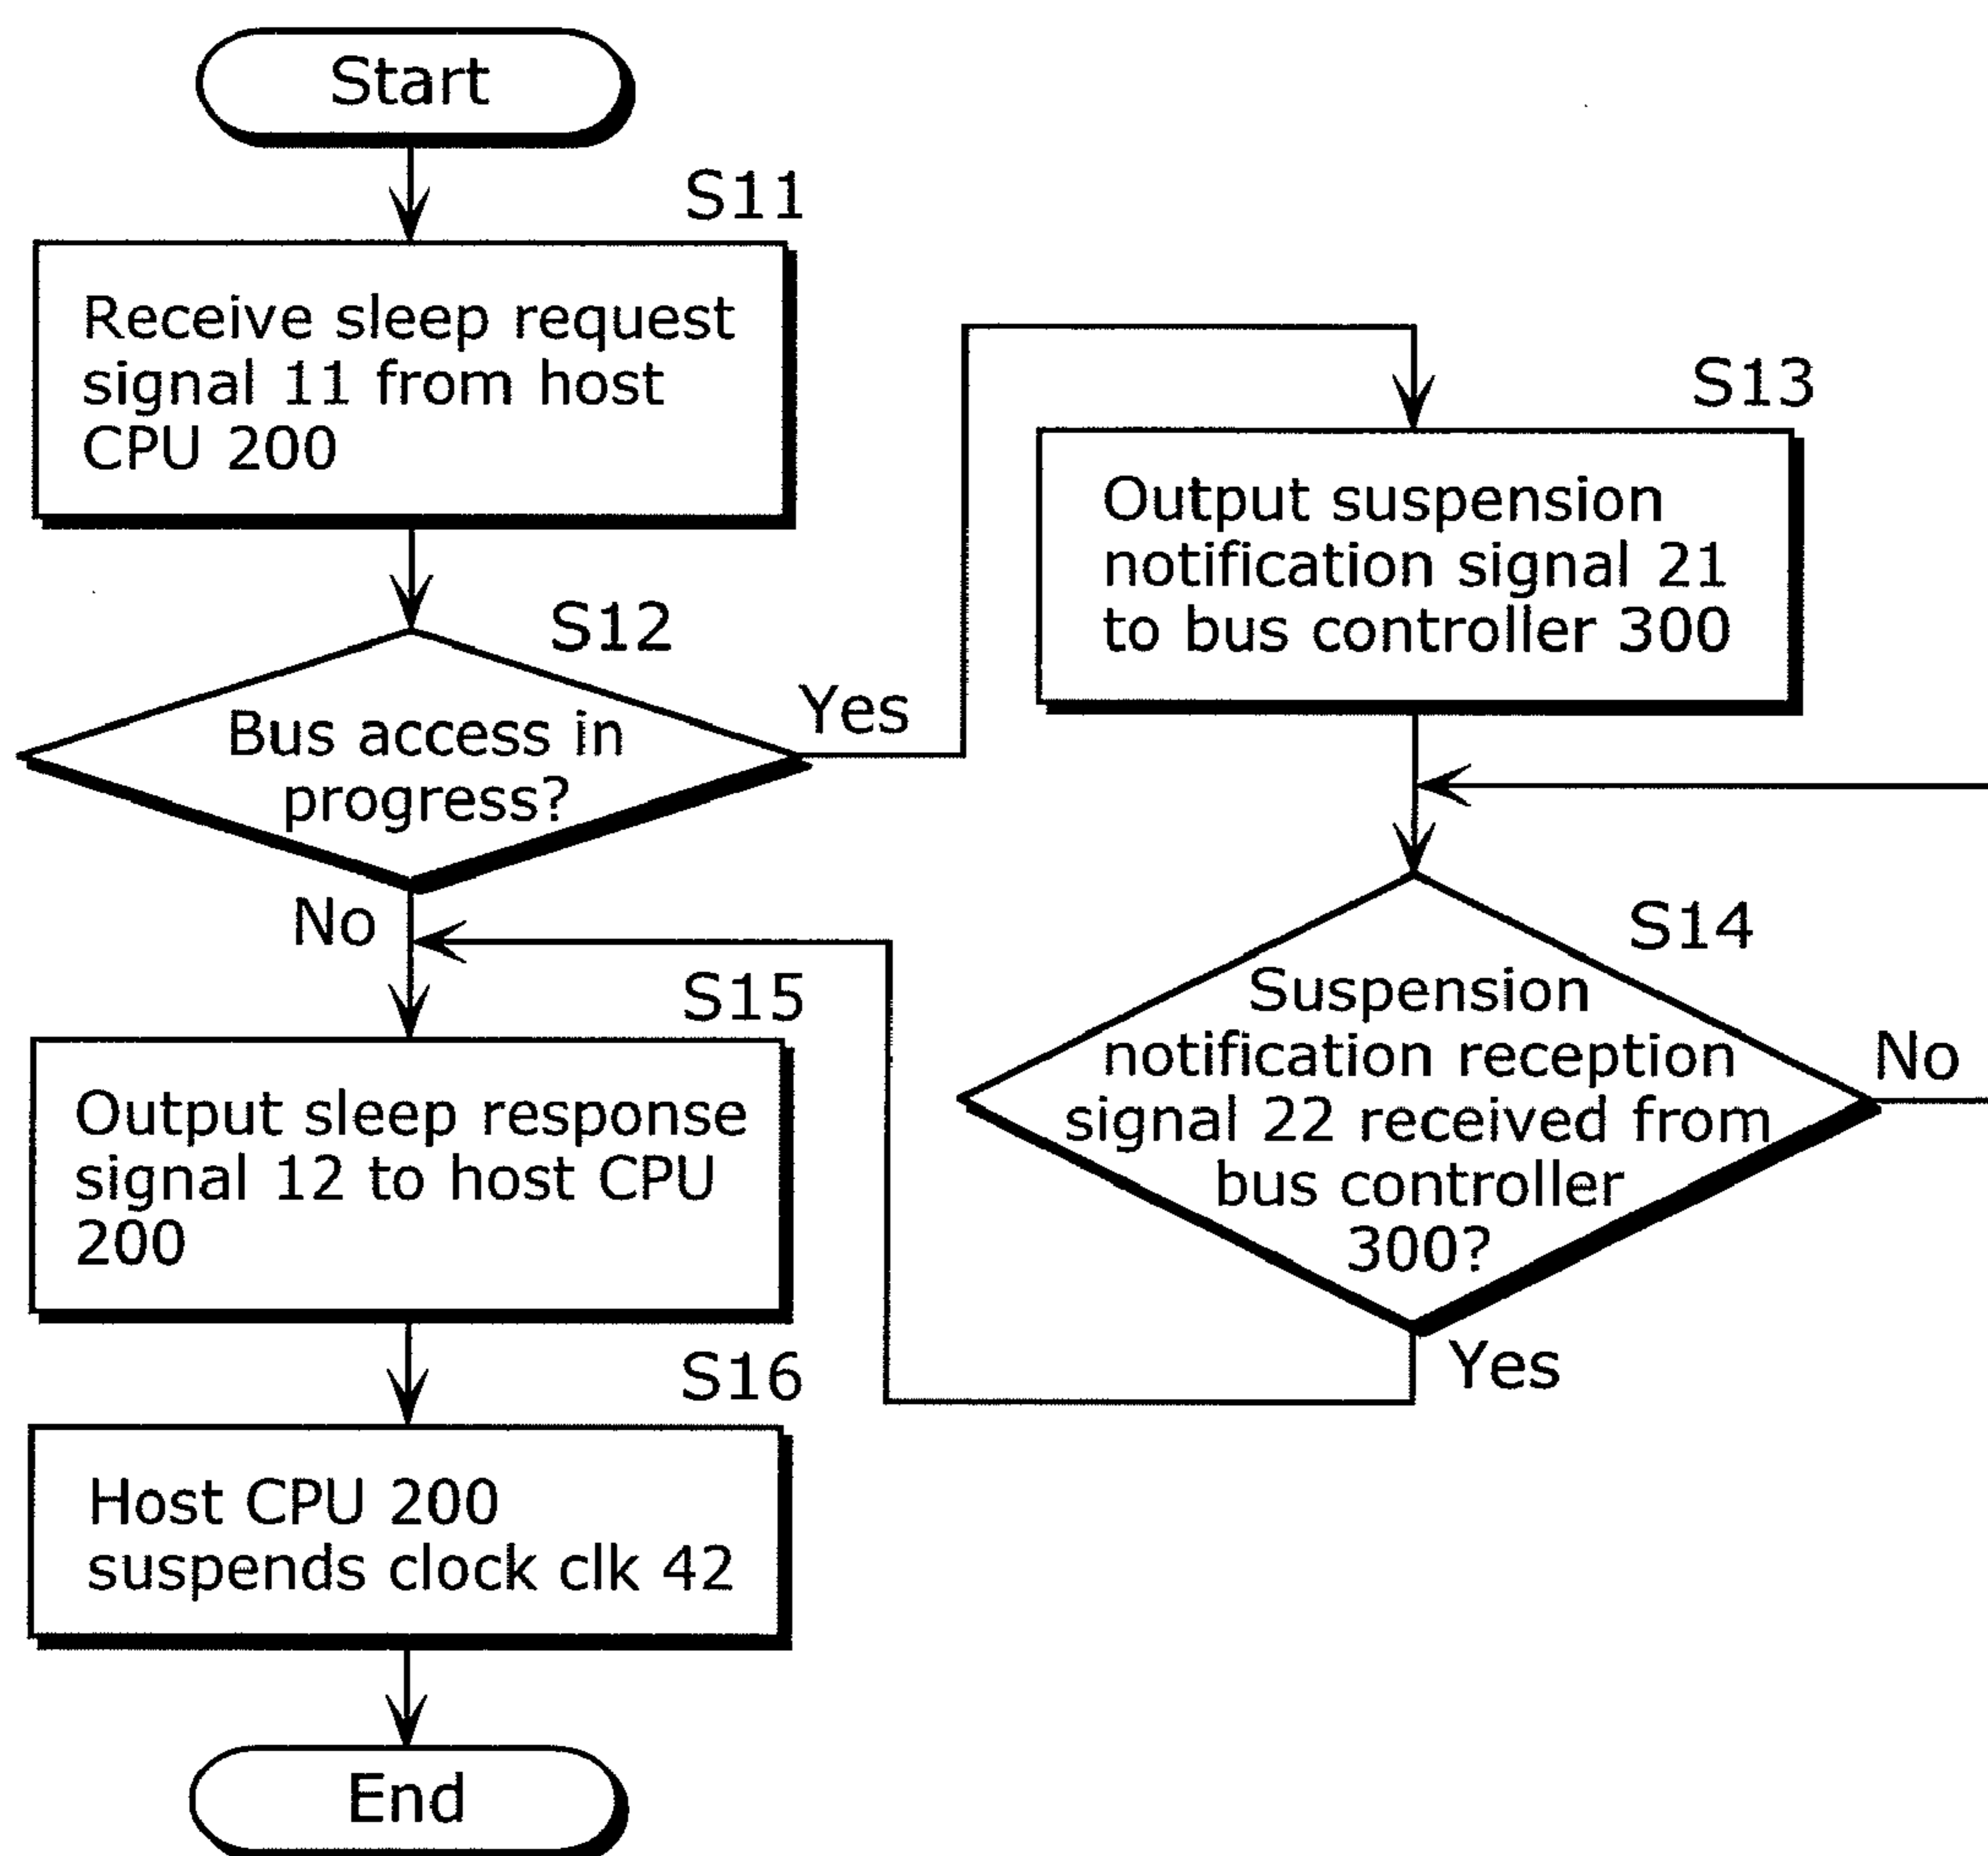 Start
S11
Receive sleep request
signal 11 from host
CPU 200
S12
Bus access in
progress?
Yes
No
S13
Output suspension
notification signal 21
to bus controller 300
S14
Suspension
notification reception
signal 22 received from
bus controller
300?
No
Yes
S15
Output sleep response
signal 12 to host CPU
200
S16
Host CPU 200
suspends clock clk 42
End